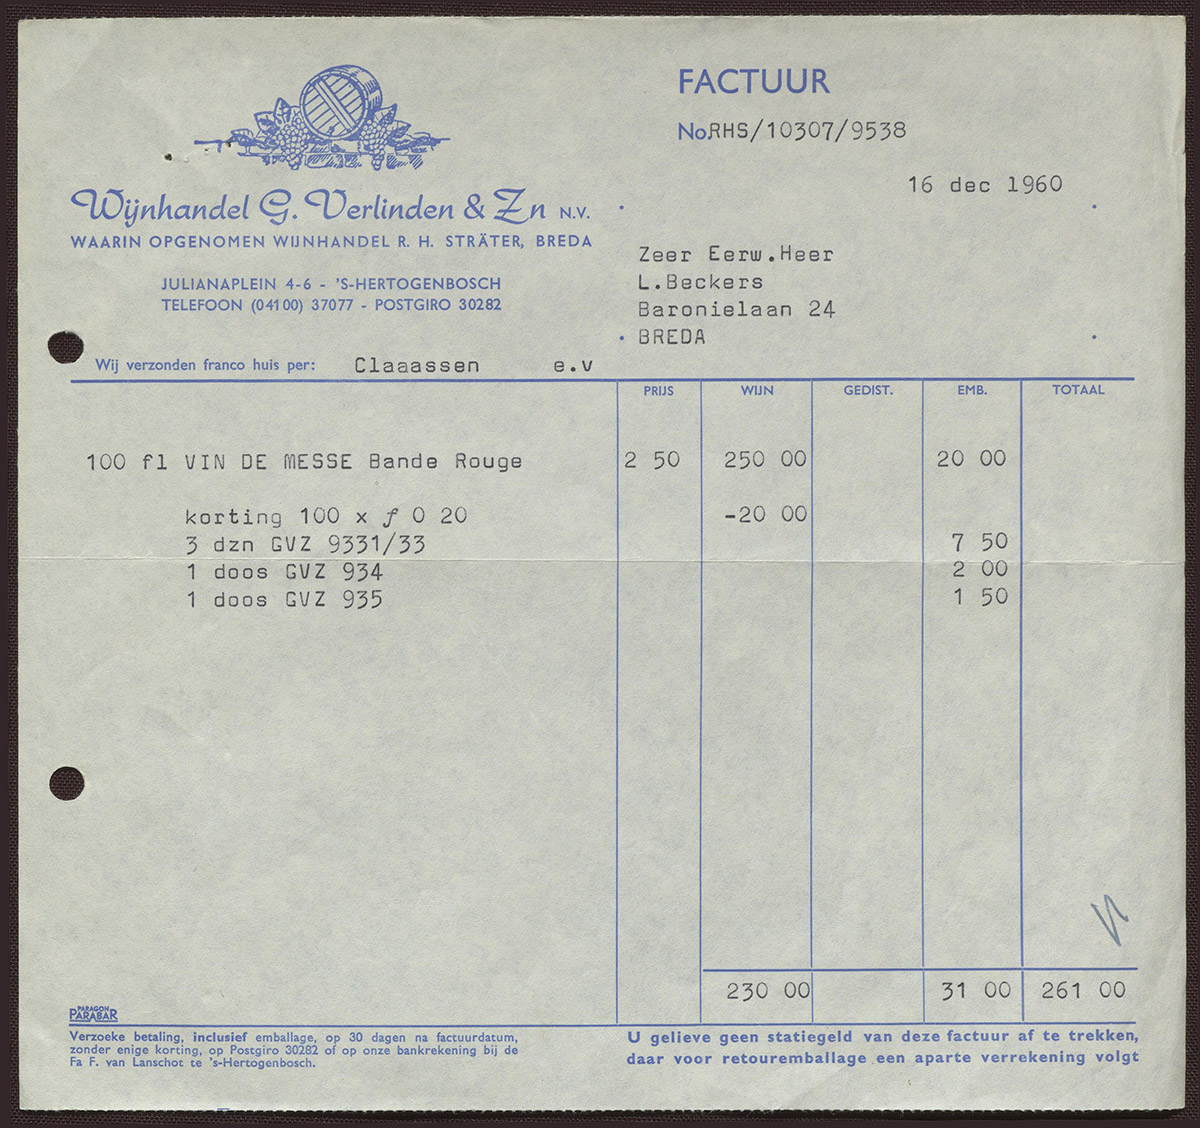 FACTUUR
No. RHS/10307/9538
16 dec 1960
Wijnhandel G. Verlinden & Zn N.V.
WAARIN OPGENOMEN WIJNHANDEL R. H. STRÄTER, BREDA
JULIANAPLEIN 4-6 - 'S-HERTOGENBOSCH
TELEFOON (04100) 37077 - POSTGIRO 30282
Zeer Eerw.Heer
L.Beckers
Baronielaan 24
BREDA
Wij verzonden franco huis per: Claaassen e.v
PRIJS WIJN GEDIST. EMB. TOTAAL
100 fl VIN DE MESSE Bande Rouge 2 50 250 00 20 00
korting 100 x ƒ 0 20 -20 00
3 dzn GVZ 9331/33 7 50
1 doos GVZ 934 2 00
1 doos GVZ 935 1 50
230 00 31 00 261 00
PARAGON
PARABAR
Verzoeke betaling, inclusief emballage, op 30 dagen na factuurdatum,
zonder enige korting, op Postgiro 30282 of op onze bankrekening bij de
Fa F. van Lanschot te 's-Hertogenbosch.
U gelieve geen statiegeld van deze factuur af te trekken,
daar voor retouremballage een aparte verrekening volgt